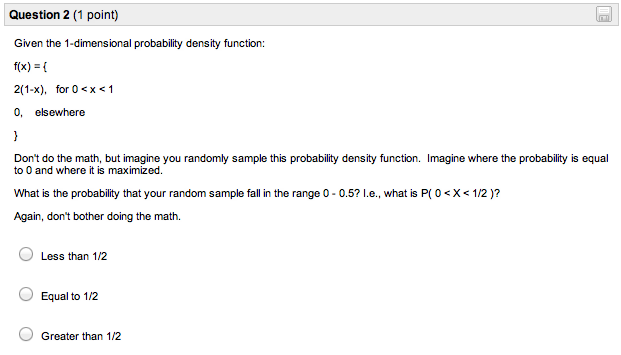 Question 2 (1 point)
Given the 1-dimensional probability density function:
f(x) = {
2(1-x), for 0 < x < 1
0, elsewhere
}
Don't do the math, but imagine you randomly sample this probability density function. Imagine where the probability is equal
to 0 and where it is maximized.
What is the probability that your random sample fall in the range 0 - 0.5? I.e., what is P( 0 < X < 1/2 )?
Again, don't bother doing the math.
Less than 1/2
Equal to 1/2
Greater than 1/2